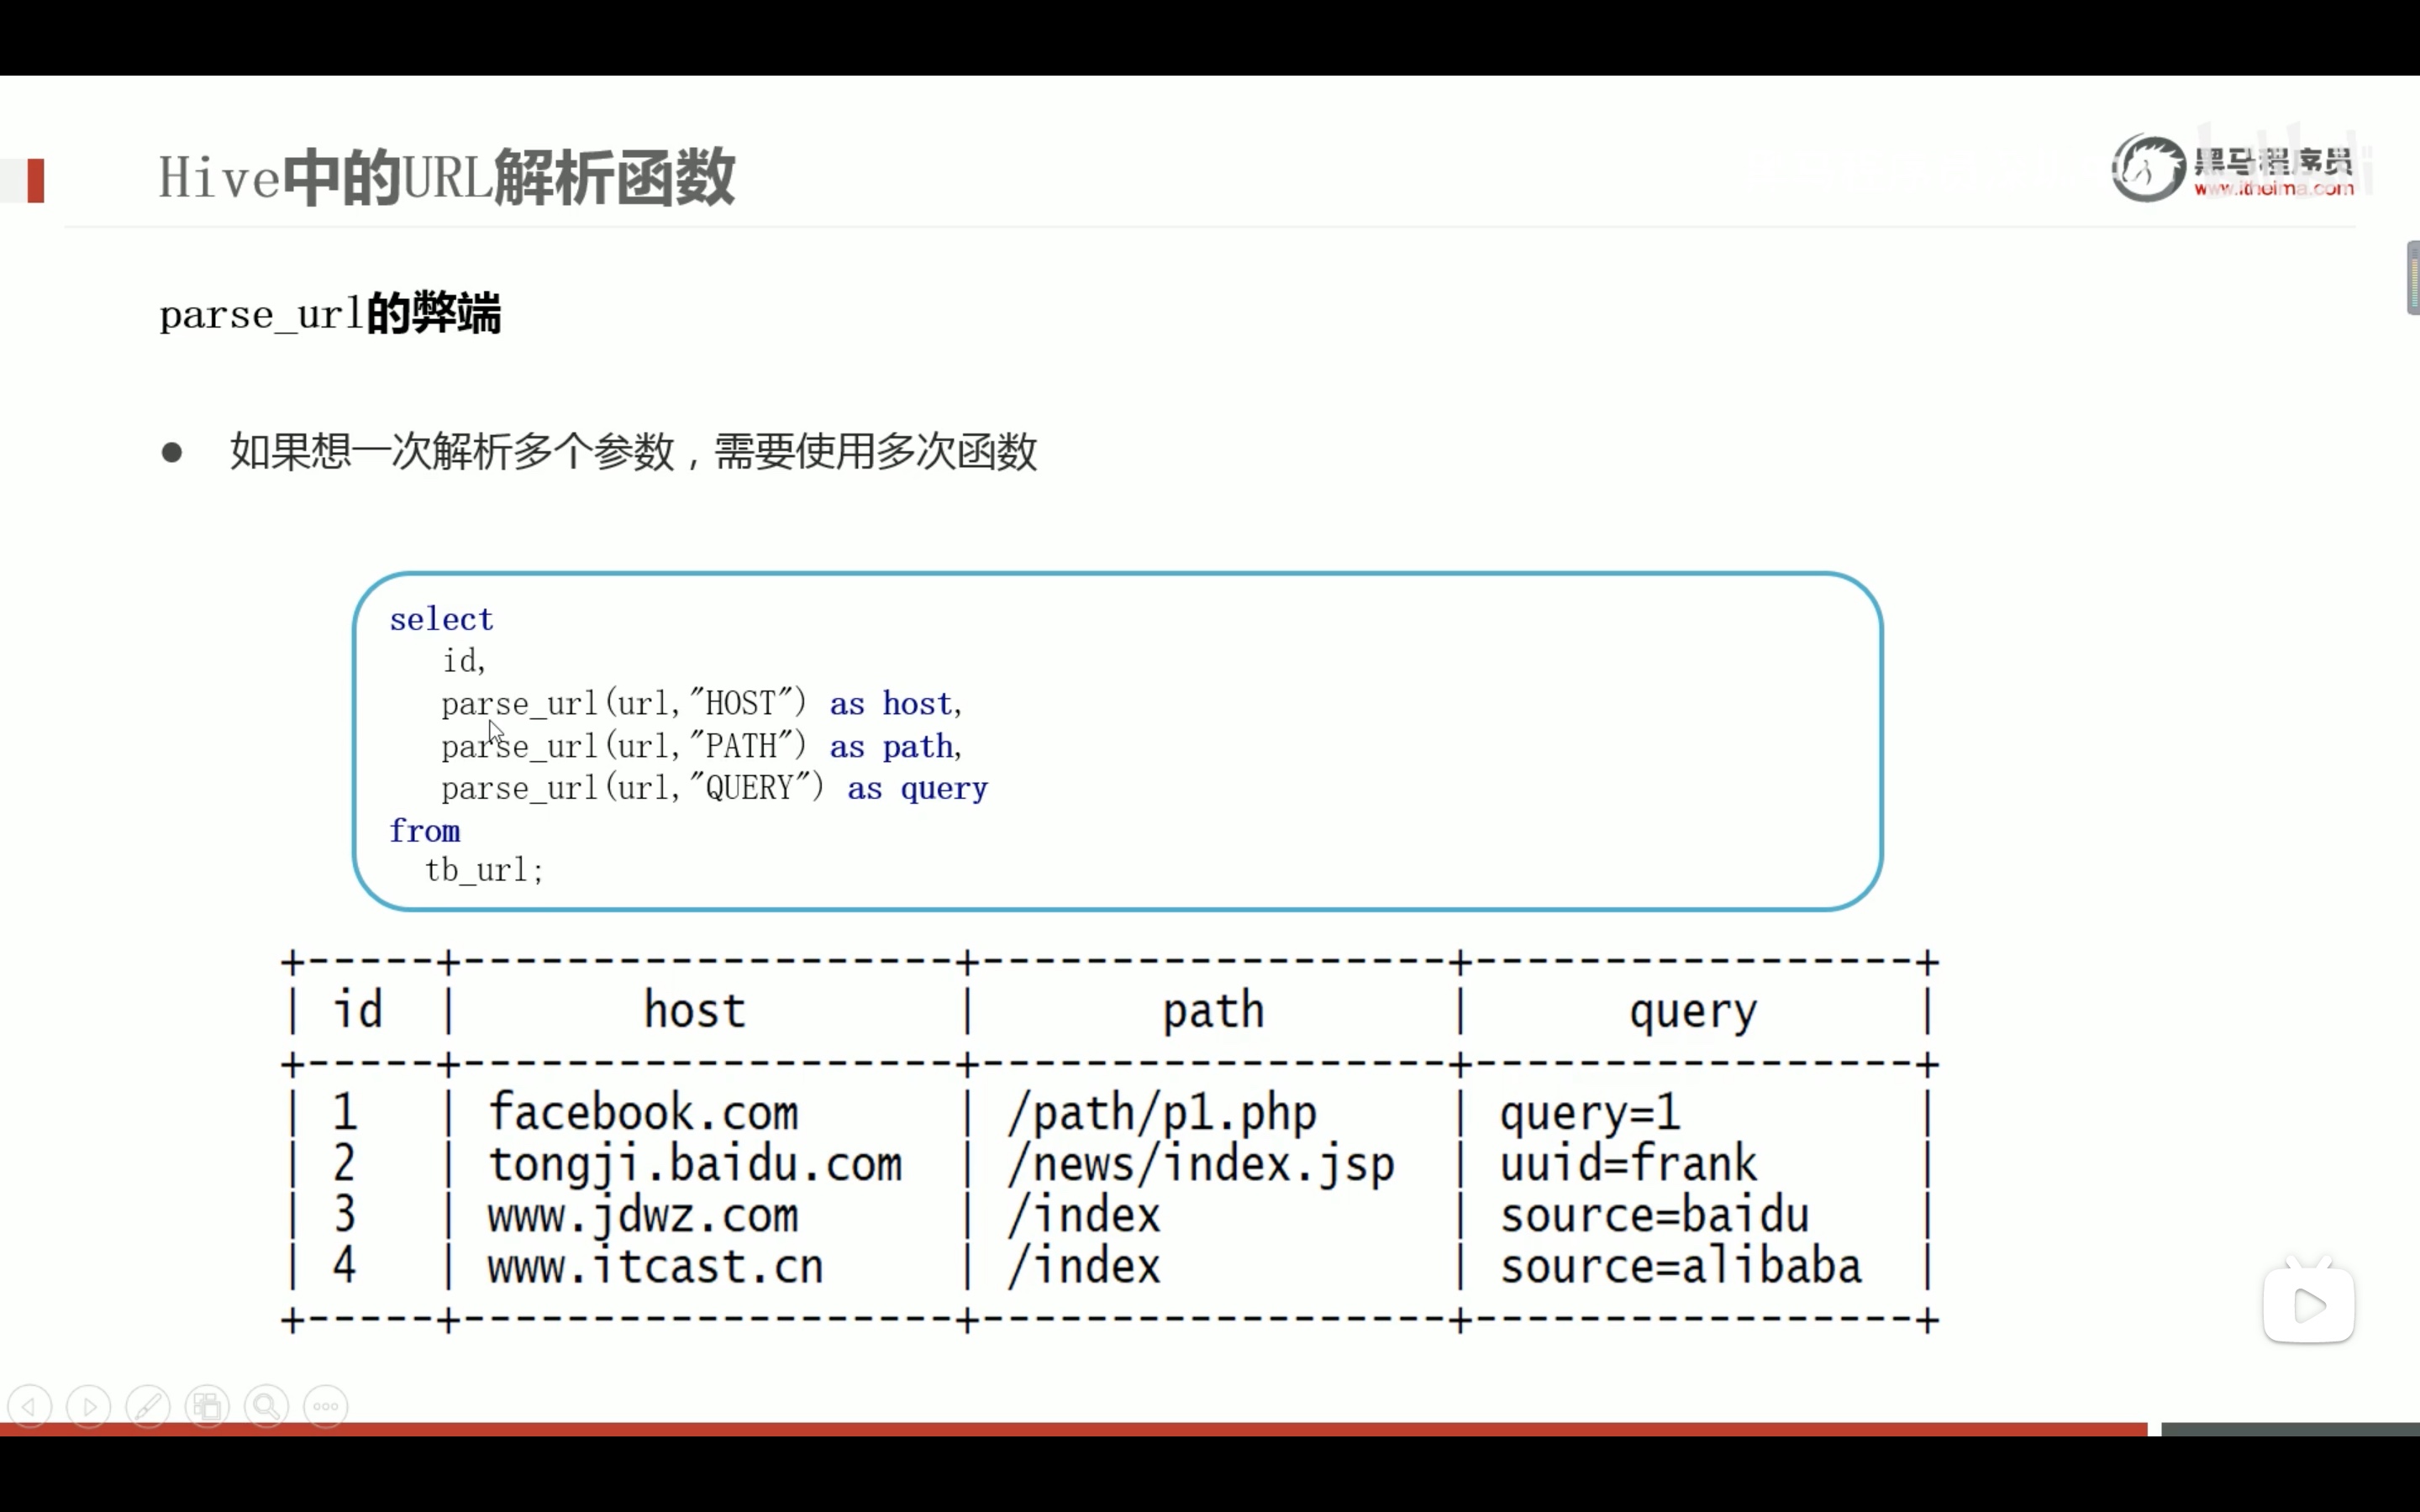 Hive中的URL解析函数
黑马程序员
www.itheima.com
parse_url的弊端
● 如果想一次解析多个参数，需要使用多次函数
select
id,
parse_url(url,"HOST") as host,
parse_url(url,"PATH") as path,
parse_url(url,"QUERY") as query
from
tb_url;
+-----+-------------------+------------------+-----------------+
| id | host | path | query |
+-----+-------------------+------------------+-----------------+
| 1 | facebook.com | /path/p1.php | query=1 |
| 2 | tongji.baidu.com | /news/index.jsp | uuid=frank |
| 3 | www.jdwz.com | /index | source=baidu |
| 4 | www.itcast.cn | /index | source=alibaba |
+-----+-------------------+------------------+-----------------+